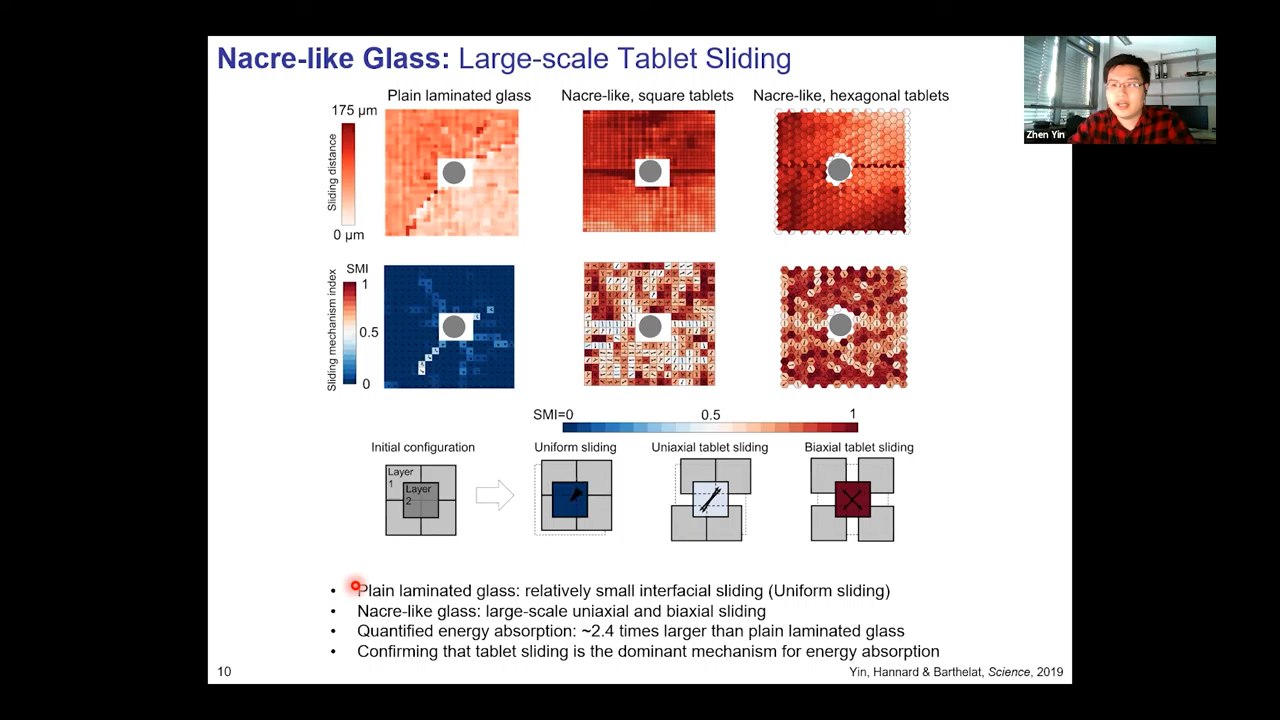 Nacre-like Glass: Large-scale Tablet Sliding
Plain laminated glass
Nacre-like, square tablets
Nacre-like, hexagonal tablets
175 µm
Sliding distance
0 µm
Zhen Yin
SMI
1
0.5
0
Sliding mechanism index
SMI=0
0.5
1
Initial configuration
Uniform sliding
Uniaxial tablet sliding
Biaxial tablet sliding
Layer
1
Layer
2
• Plain laminated glass: relatively small interfacial sliding (Uniform sliding)
• Nacre-like glass: large-scale uniaxial and biaxial sliding
• Quantified energy absorption: ~2.4 times larger than plain laminated glass
• Confirming that tablet sliding is the dominant mechanism for energy absorption
10
Yin, Hannard & Barthelat, Science, 2019